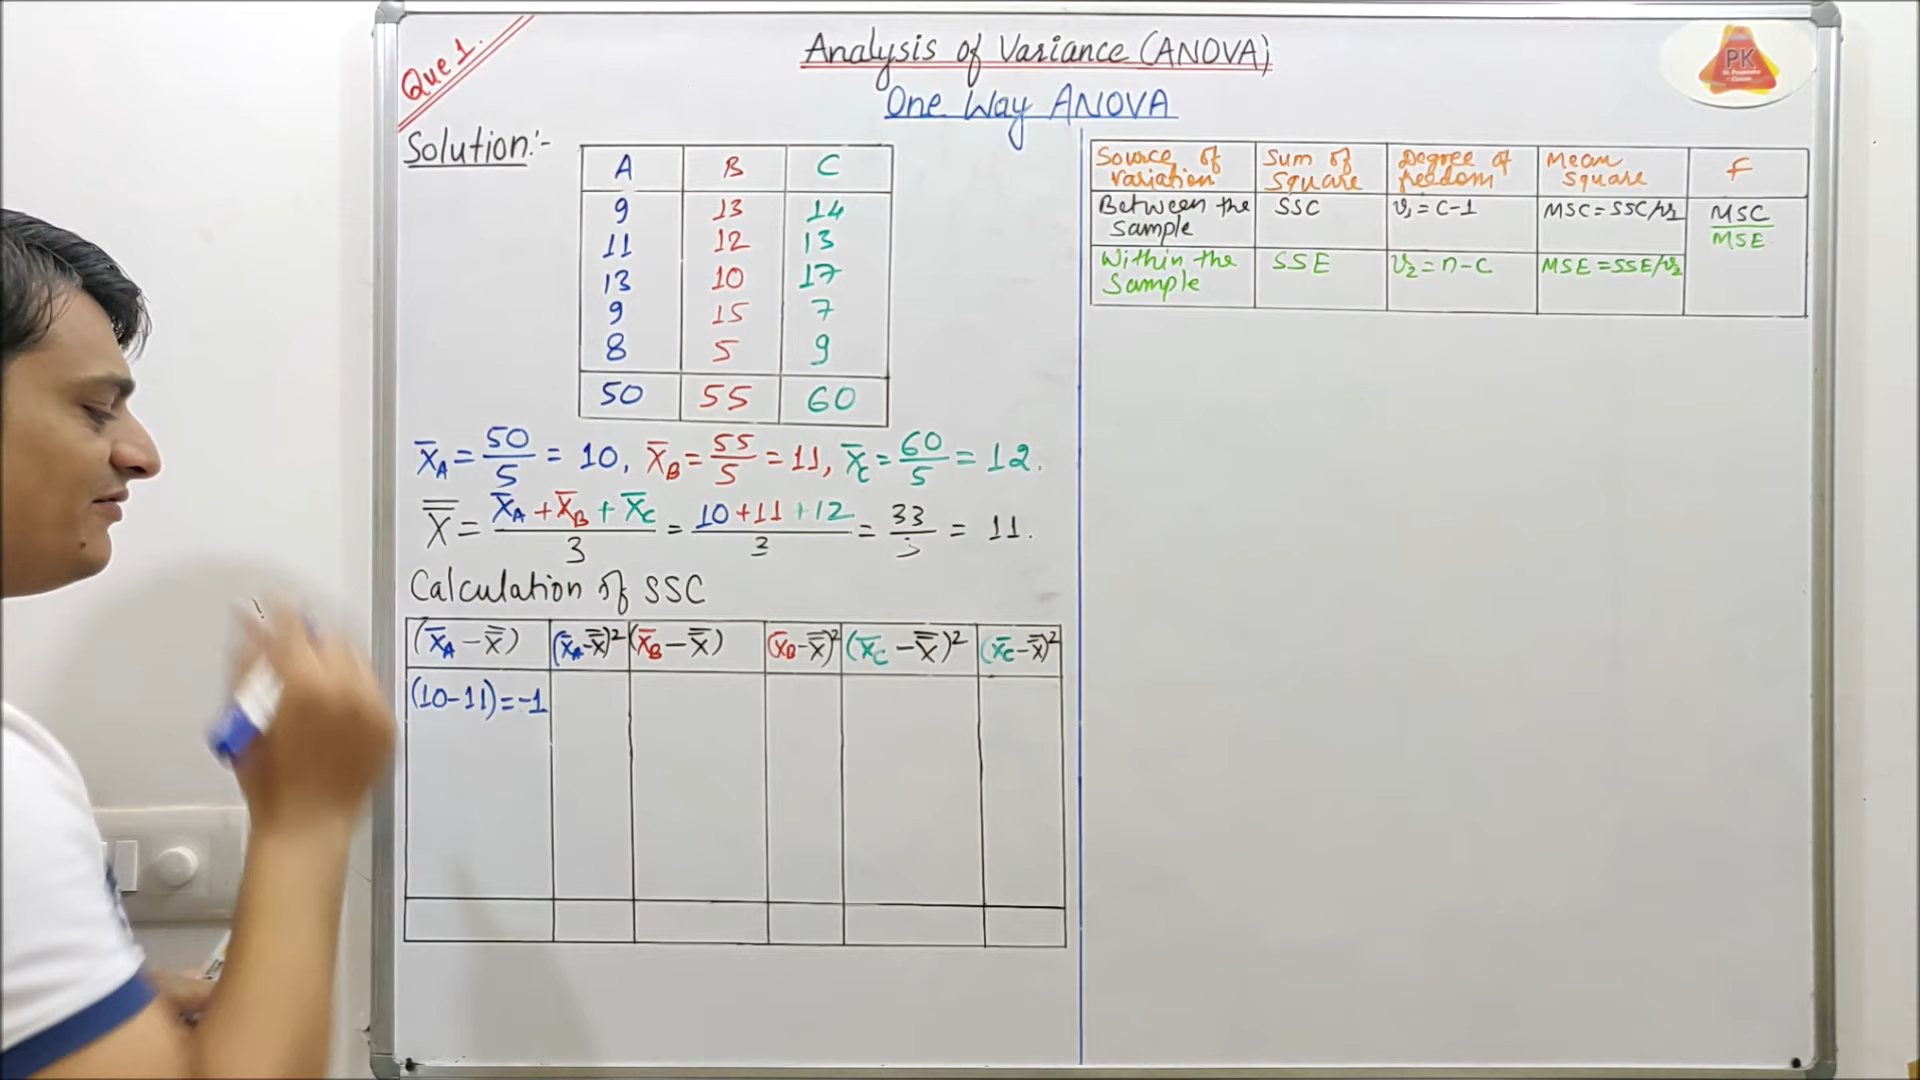 Que 1.
Analysis of Variance (ANOVA)
One Way ANOVA
PK
Solution:-
A B C
9 13 14
11 12 13
13 10 17
9 15 7
8 5 9
50 55 60
X̄A = 50/5 = 10, X̄B = 55/5 = 11, X̄C = 60/5 = 12.
X̿ = (X̄A + X̄B + X̄C)/3 = (10+11+12)/3 = 33/3 = 11.
Calculation of SSC
(X̄A – X̿) (X̄A-X̿)² (X̄B – X̿) (X̄B-X̿)² (X̄C – X̿)² (X̄C-X̿)²
(10-11)=-1
Source of variation Sum of Square Degree of freedom Mean Square F
Between the Sample SSC v₁ = C-1 MSC = SSC/v₁ MSC/MSE
Within the Sample SSE v₂ = n-C MSE = SSE/v₂